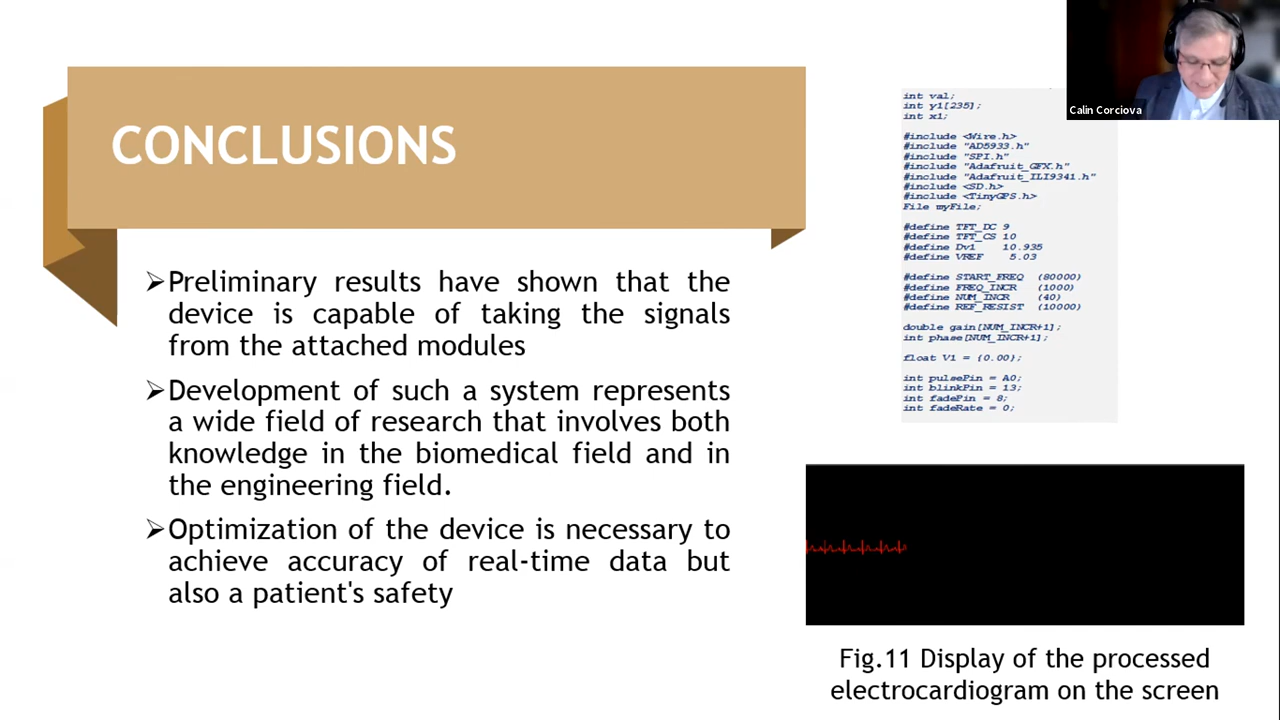 CONCLUSIONS
➢Preliminary results have shown that the
device is capable of taking the signals
from the attached modules
➢Development of such a system represents
a wide field of research that involves both
knowledge in the biomedical field and in
the engineering field.
➢Optimization of the device is necessary to
achieve accuracy of real-time data but
also a patient's safety
Calin Corciova
int val;
int y1[235];
int x1;
#include <Wire.h>
#include "AD5933.h"
#include "SPI.h"
#include "Adafruit_GFX.h"
#include "Adafruit_ILI9341.h"
#include <SD.h>
#include <TinyGPS.h>
File myFile;
#define TFT_DC 9
#define TFT_CS 10
#define Dv1 10.935
#define VREF 5.03
#define START_FREQ (80000)
#define FREQ_INCR (1000)
#define NUM_INCR (40)
#define REF_RESIST (10000)
double gain[NUM_INCR+1];
int phase[NUM_INCR+1];
float V1 = {0.00};
int pulsePin = A0;
int blinkPin = 13;
int fadePin = 8;
int fadeRate = 0;
Fig.11 Display of the processed
electrocardiogram on the screen